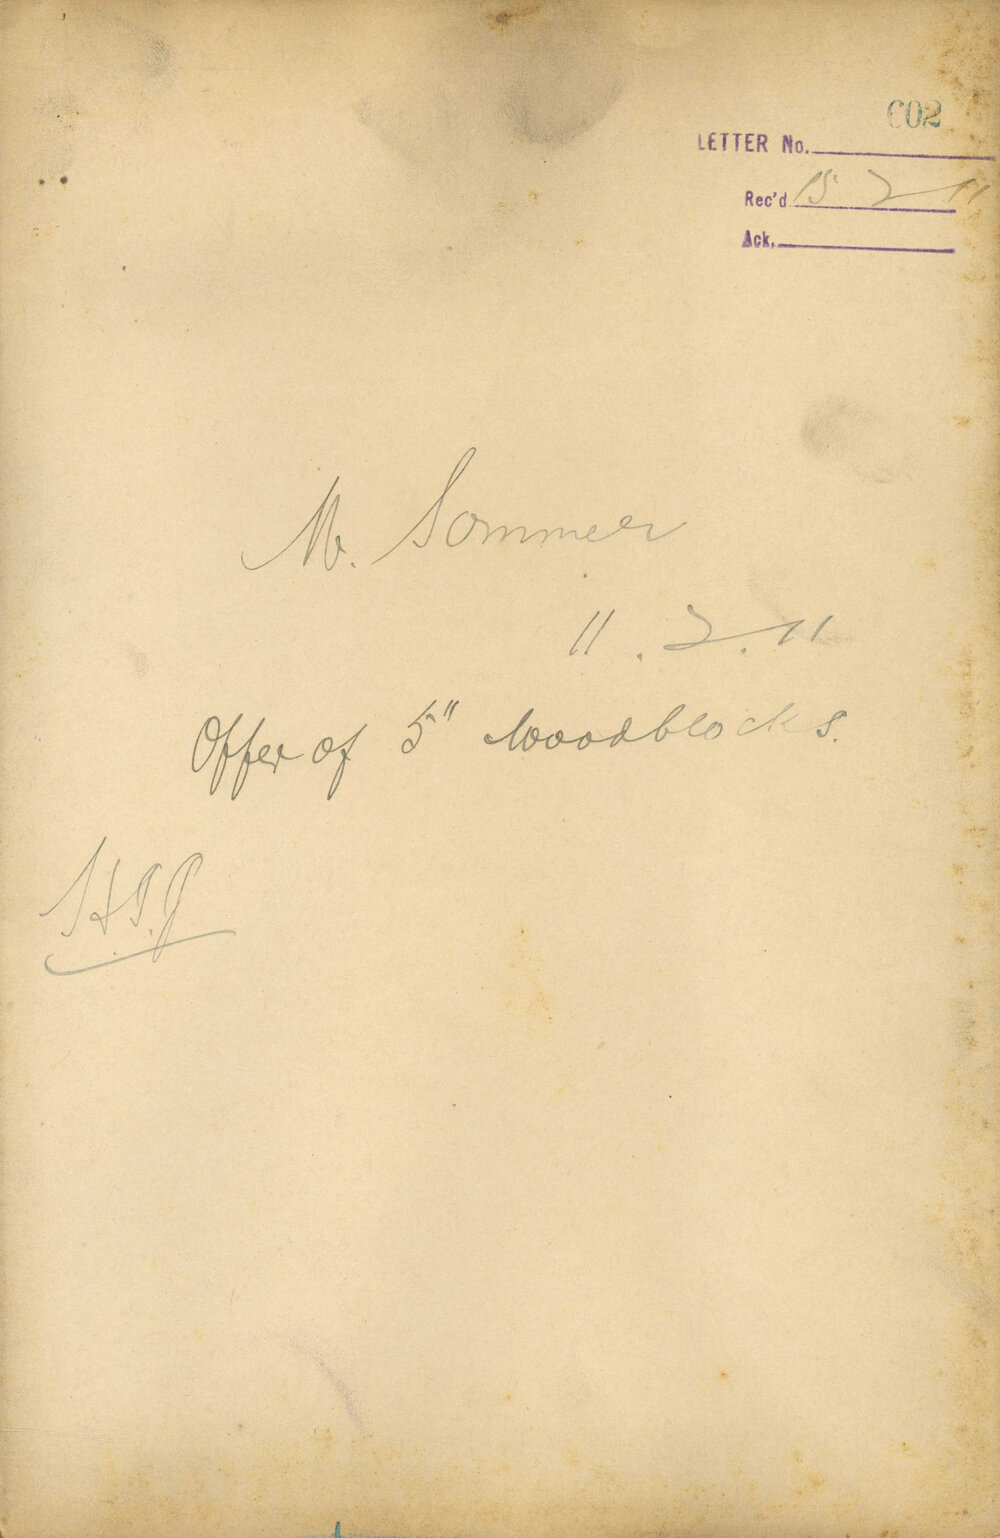 602
LETTER No.
Rec'd 15 2 11
Ack.
M. Sommer
11. 2. 11
Offer of 5" Woodblocks.